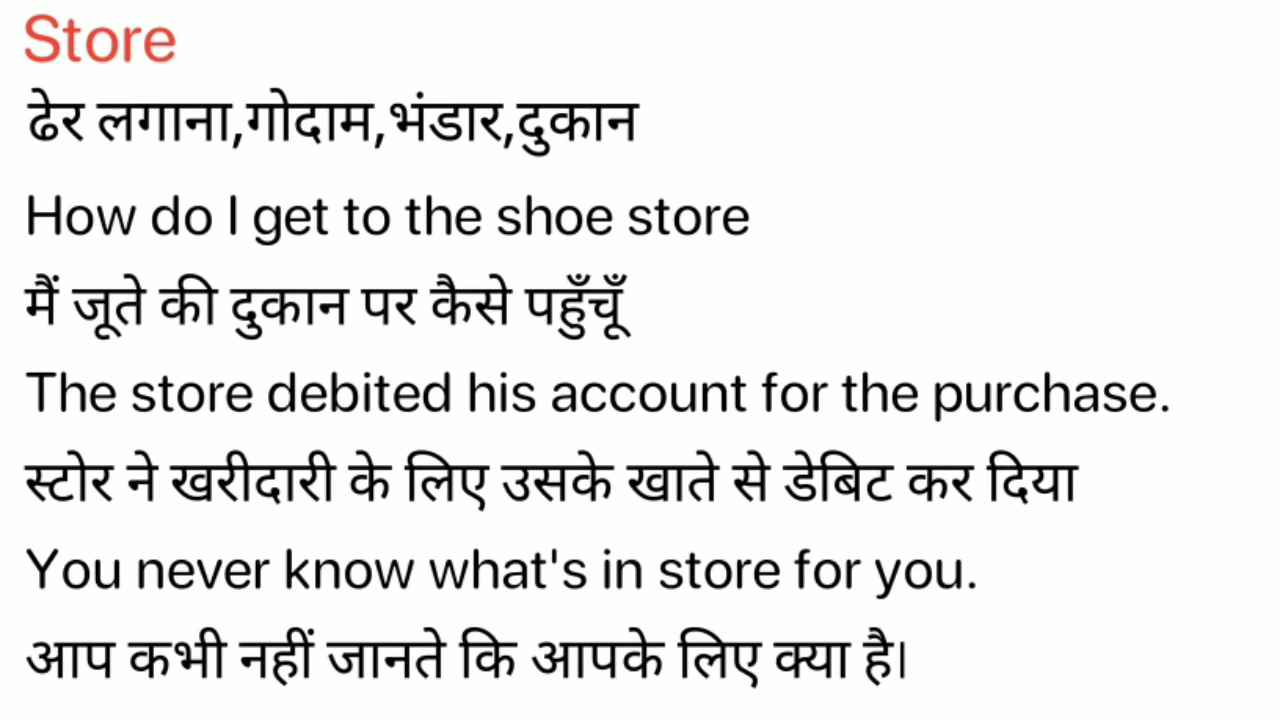 Store
ढेर लगाना,गोदाम,भंडार,दुकान
How do I get to the shoe store
मैं जूते की दुकान पर कैसे पहुँचूँ
The store debited his account for the purchase.
स्टोर ने खरीदारी के लिए उसके खाते से डेबिट कर दिया
You never know what's in store for you.
आप कभी नहीं जानते कि आपके लिए क्या है।